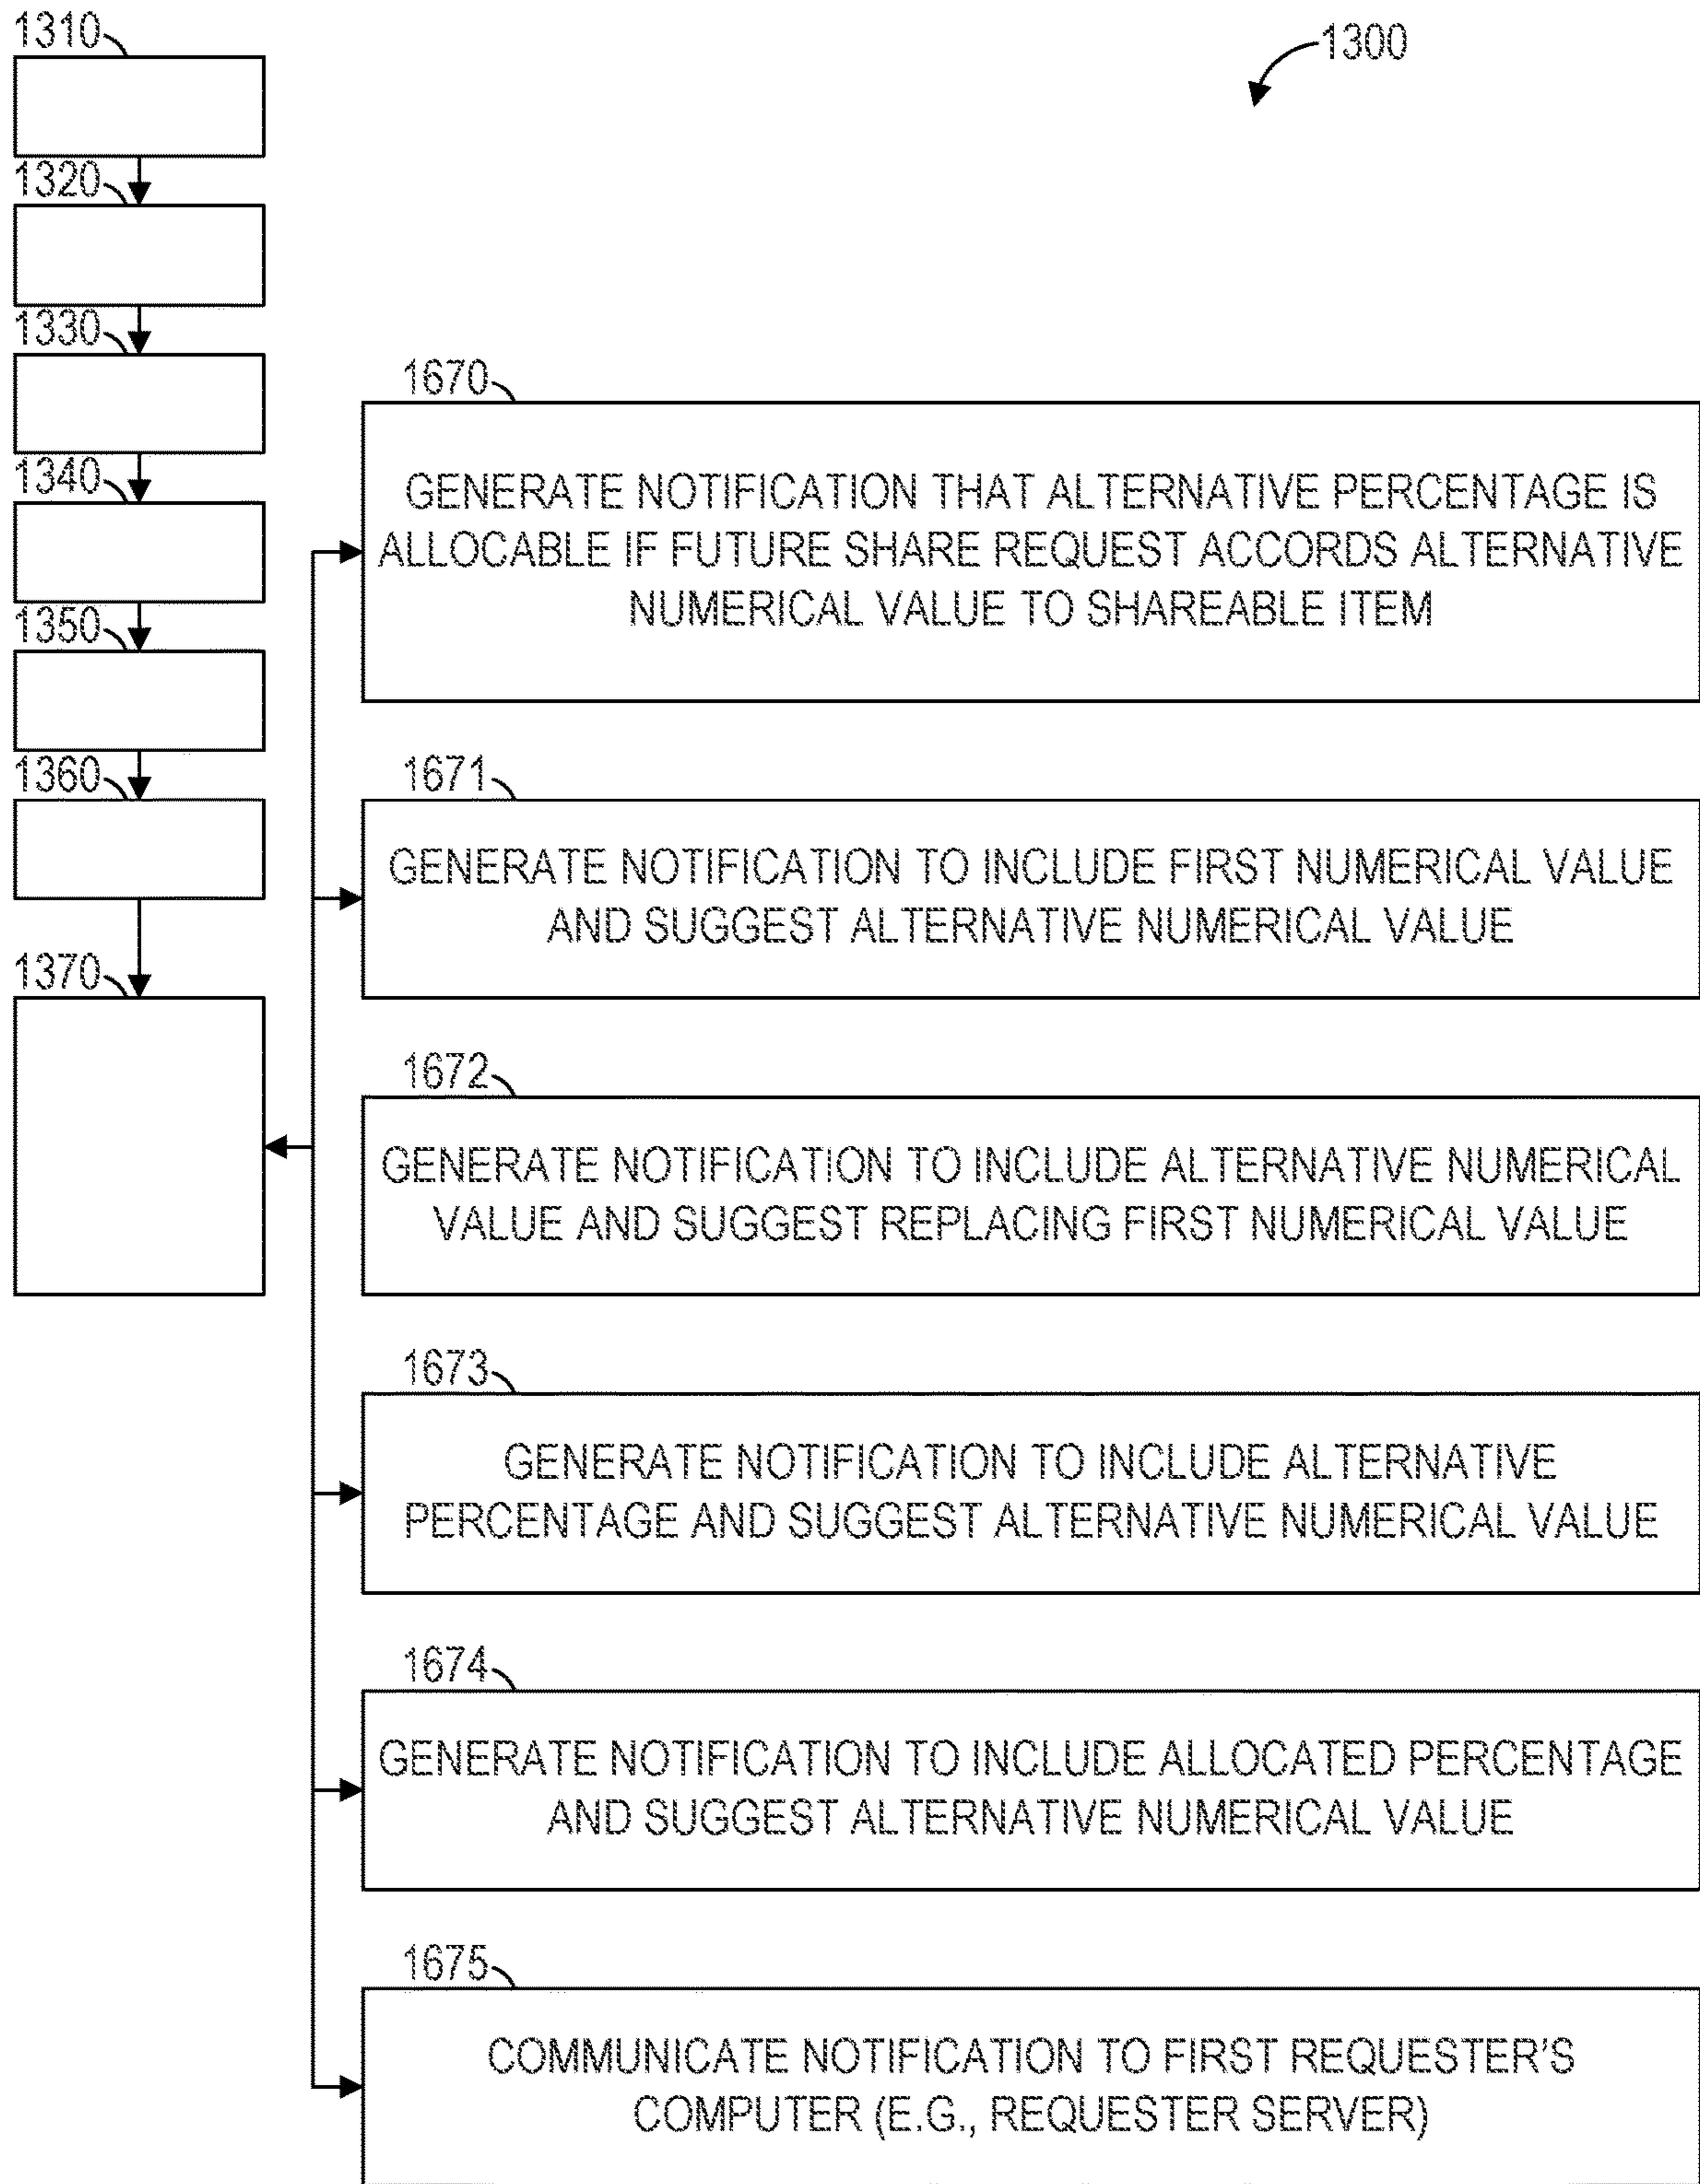 1310
1300
1320
1330
1340
1350
1360
1370
1670
GENERATE NOTIFICATION THAT ALTERNATIVE PERCENTAGE IS
ALLOCABLE IF FUTURE SHARE REQUEST ACCORDS ALTERNATIVE
NUMERICAL VALUE TO SHAREABLE ITEM
1671
GENERATE NOTIFICATION TO INCLUDE FIRST NUMERICAL VALUE
AND SUGGEST ALTERNATIVE NUMERICAL VALUE
1672
GENERATE NOTIFICATION TO INCLUDE ALTERNATIVE NUMERICAL
VALUE AND SUGGEST REPLACING FIRST NUMERICAL VALUE
1673
GENERATE NOTIFICATION TO INCLUDE ALTERNATIVE
PERCENTAGE AND SUGGEST ALTERNATIVE NUMERICAL VALUE
1674
GENERATE NOTIFICATION TO INCLUDE ALLOCATED PERCENTAGE
AND SUGGEST ALTERNATIVE NUMERICAL VALUE
1675
COMMUNICATE NOTIFICATION TO FIRST REQUESTER'S
COMPUTER (E.G., REQUESTER SERVER)